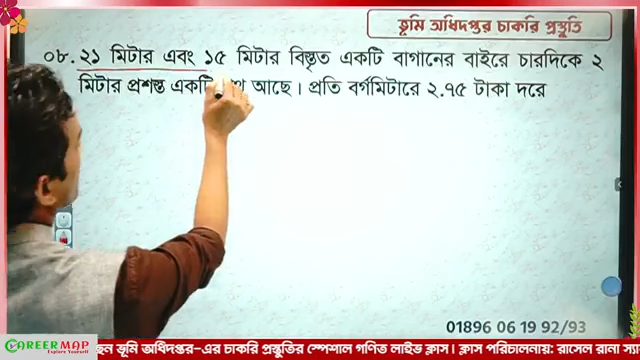 ভূমি অধিদপ্তর চাকরি প্রস্তুতি
০৮. ২১ মিটার এবং ১৫ মিটার বিস্তৃত একটি বাগানের বাইরে চারদিকে ২
মিটার প্রশস্ত একটি আছে। প্রতি বর্গমিটারে ২.৭৫ টাকা দরে
01896 06 19 92/93
CAREER MAP
Explore Yourself
ভূমি অধিদপ্তর-এর চাকরি প্রস্তুতির স্পেশাল গণিত লাইভ ক্লাস। ক্লাস পরিচালনায়: রাসেল রানা